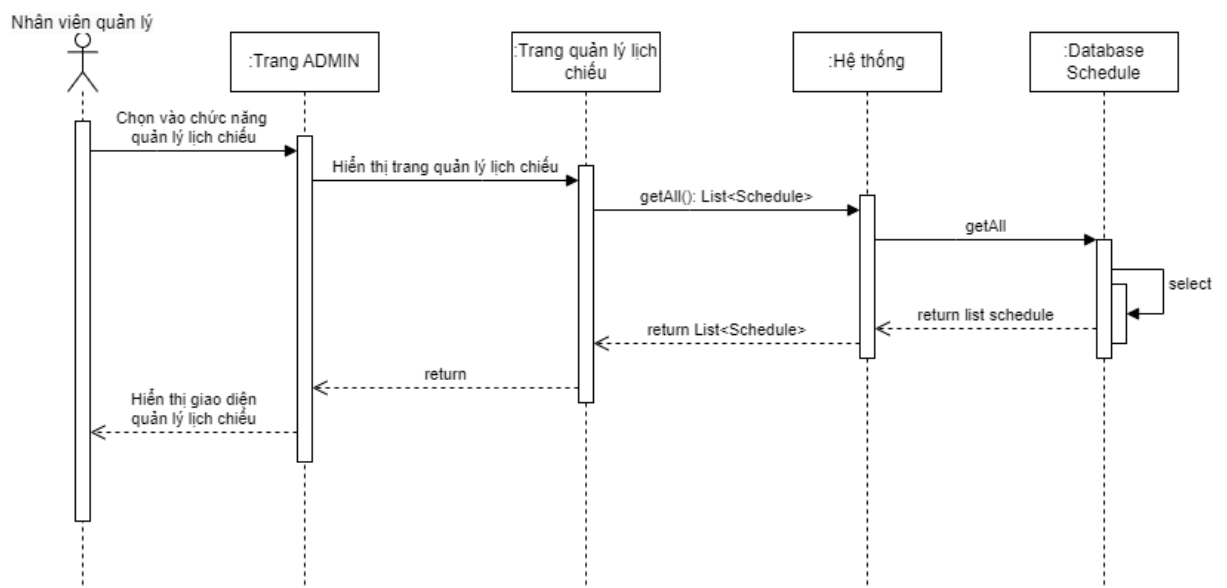 Nhân viên quản lý
:Trang ADMIN
:Trang quản lý lịch
chiếu
:Hệ thống
:Database
Schedule
Chọn vào chức năng
quản lý lịch chiếu
Hiển thị trang quản lý lịch chiếu
getAll(): List<Schedule>
getAll
select
return list schedule
return List<Schedule>
return
Hiển thị giao diện
quản lý lịch chiếu